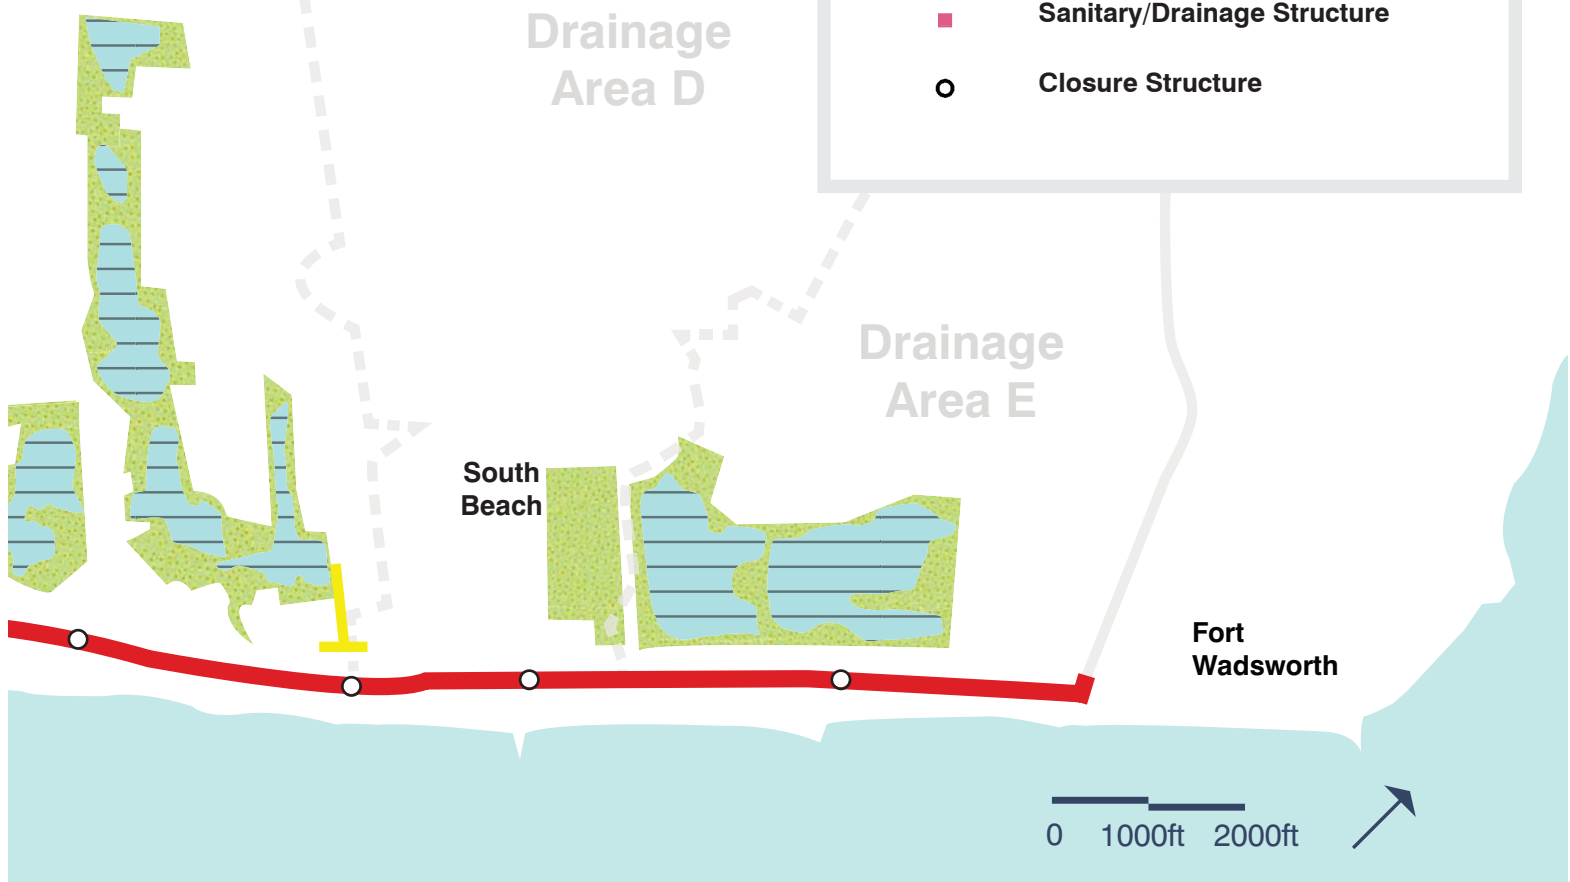 Sanitary/Drainage Structure
Closure Structure
Drainage
Area D
Drainage
Area E
South
Beach
Fort
Wadsworth
0 1000ft 2000ft